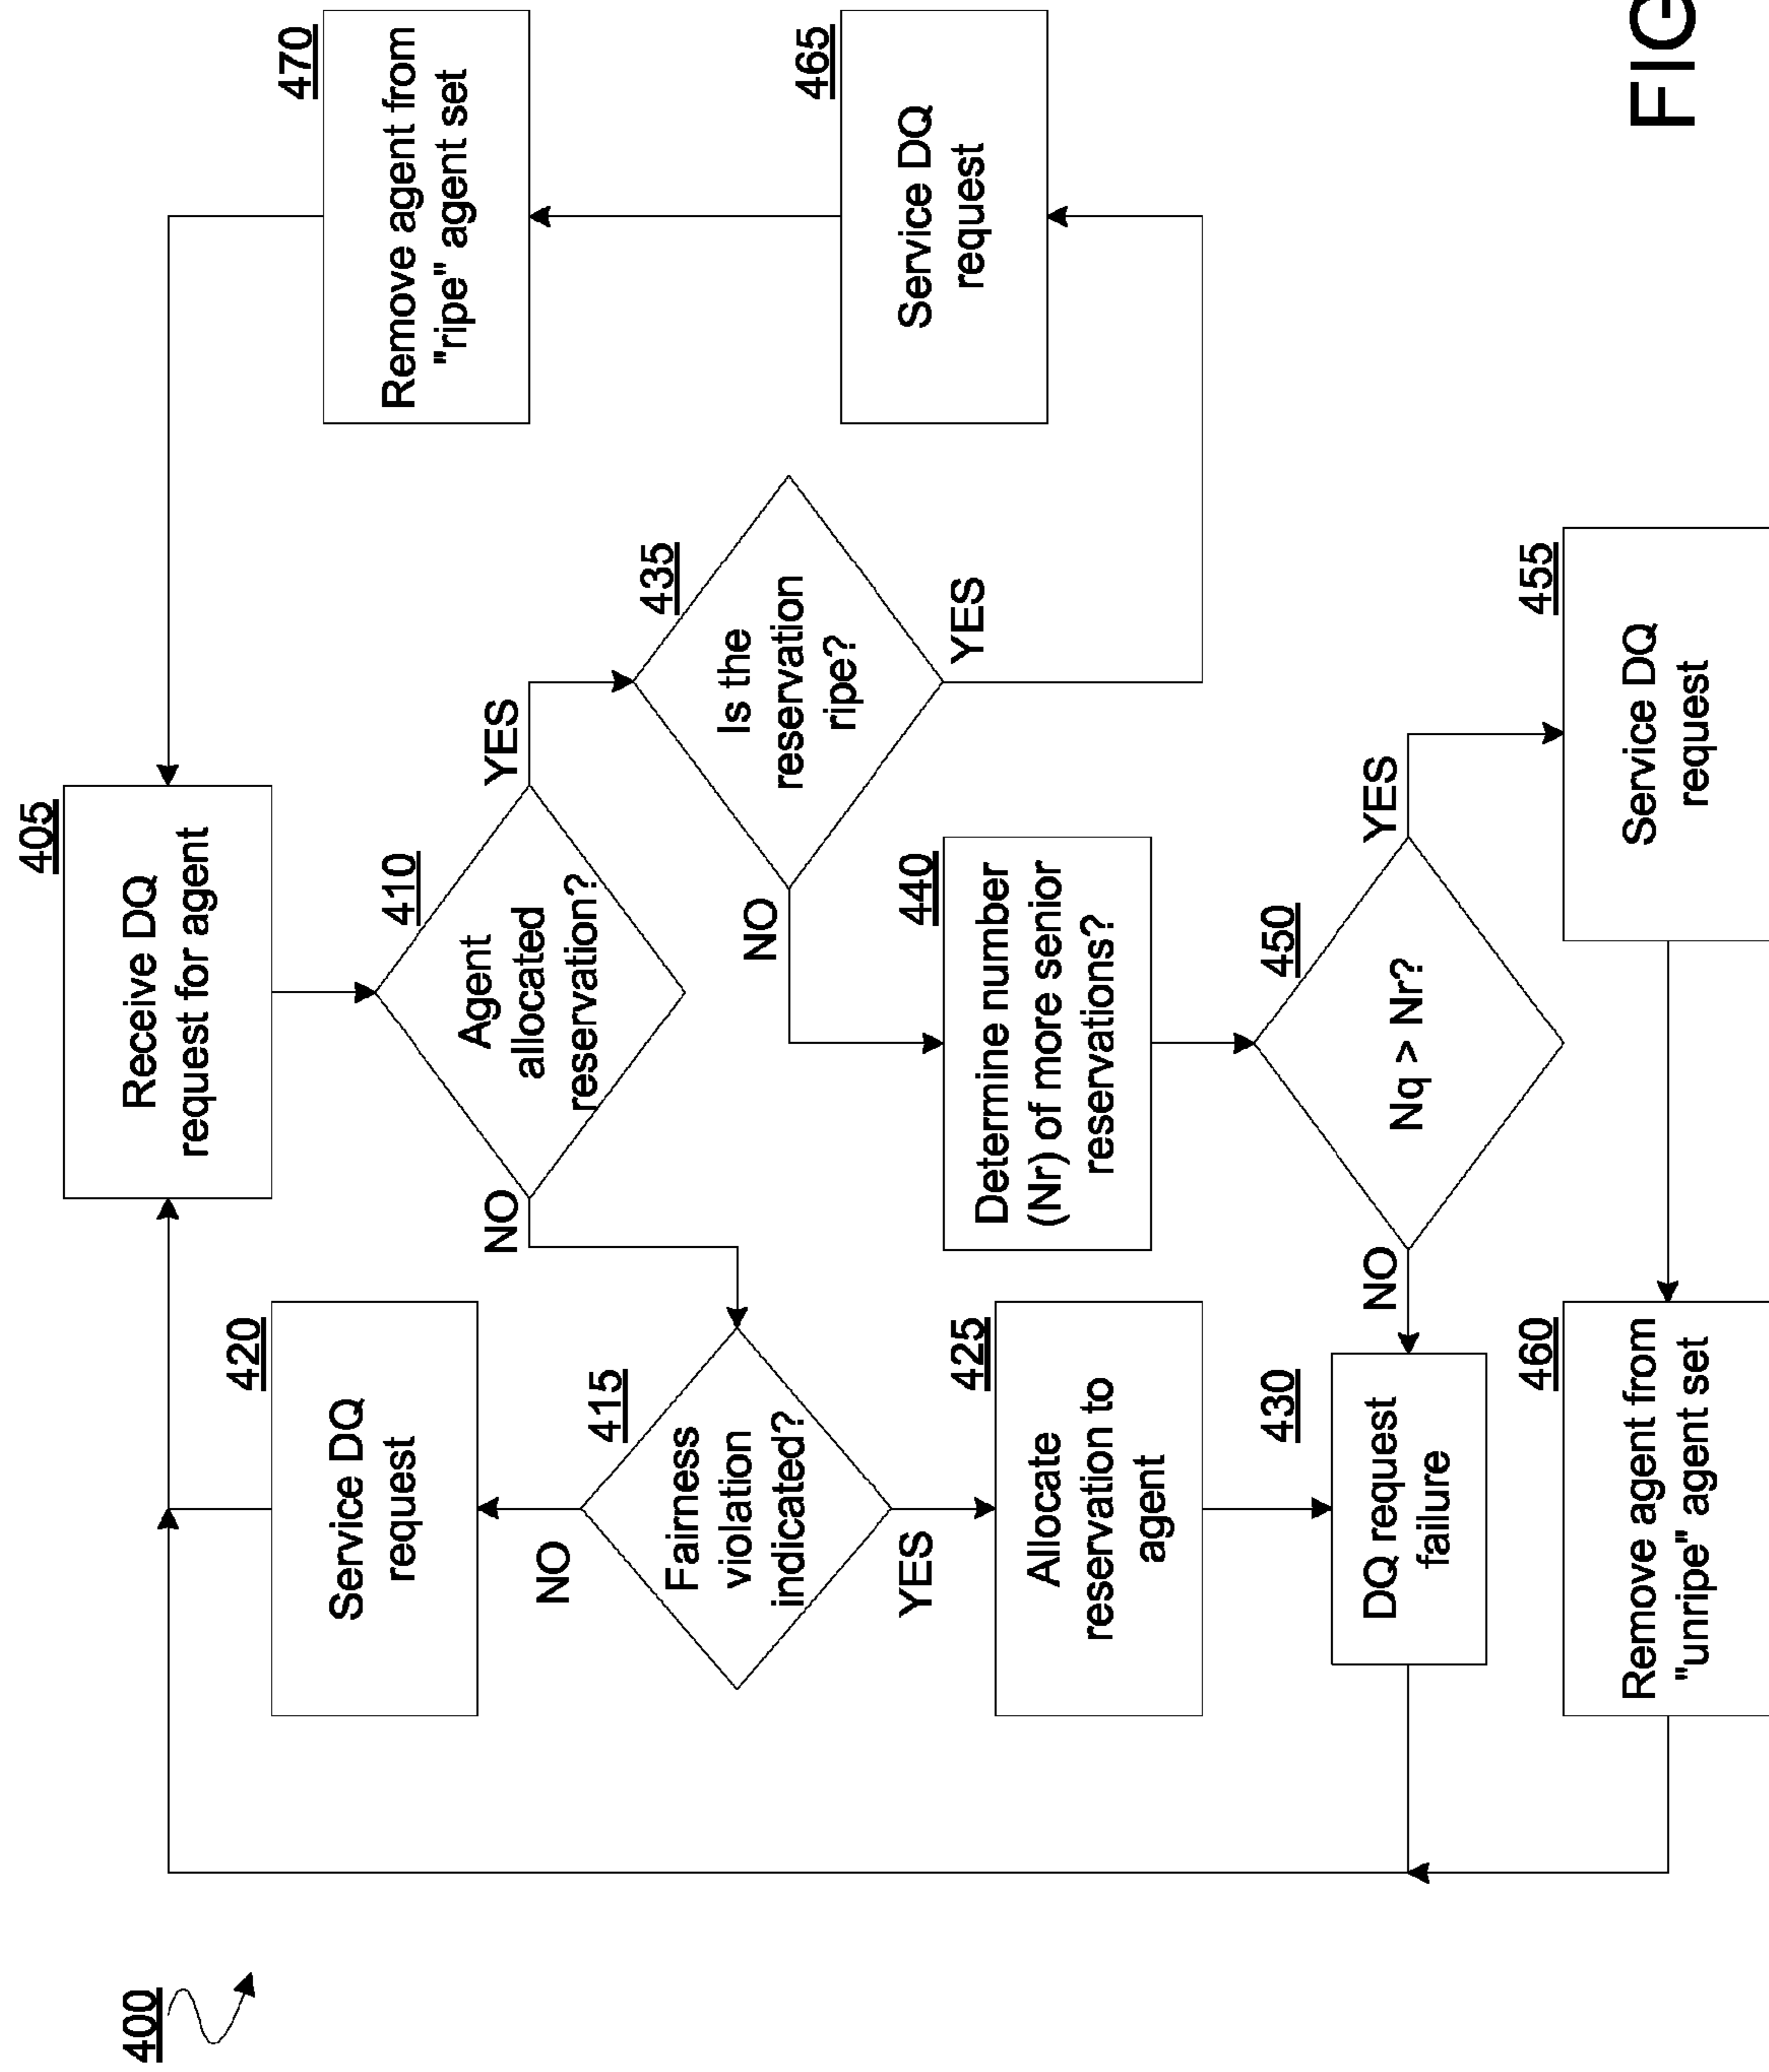 400
405
Receive DQ
request for agent
410
Agent
allocated
reservation?
NO
YES
420
Service DQ
request
NO
415
Fairness
violation
indicated?
YES
425
Allocate
reservation to
agent
430
DQ request
failure
435
Is the
reservation
ripe?
NO
YES
440
Determine number
(Nr) of more senior
reservations?
450
Nq > Nr?
NO
YES
455
Service DQ
request
460
Remove agent from
"unripe" agent set
470
Remove agent from
"ripe" agent set
465
Service DQ
request
FIG